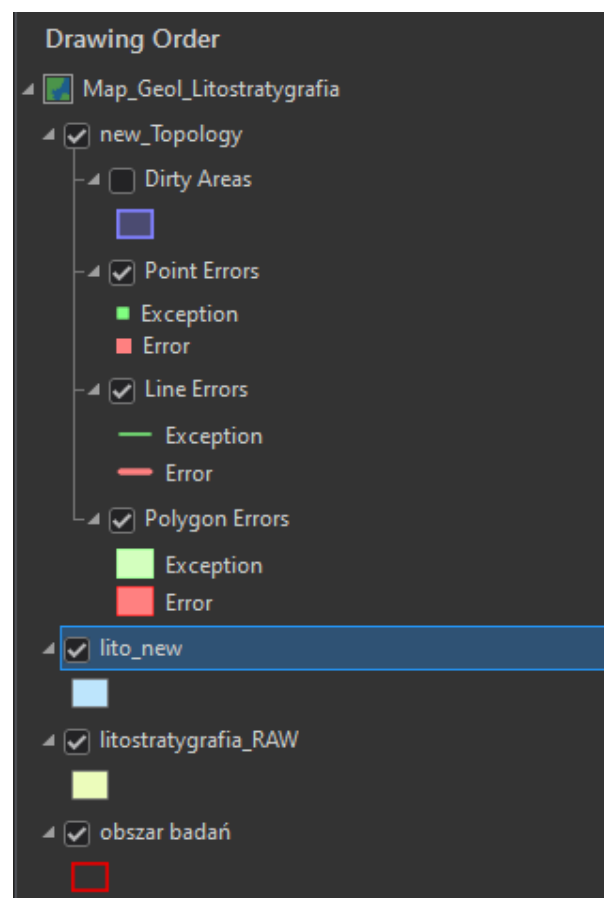 Drawing Order
Map_Geol_Litostratygrafia
new_Topology
Dirty Areas
Point Errors
Exception
Error
Line Errors
Exception
Error
Polygon Errors
Exception
Error
lito_new
litostratygrafia_RAW
obszar badań